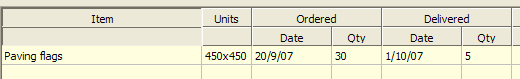 Item Units Ordered Delivered
Date Qty Date Qty
Paving flags 450x450 20/9/07 30 1/10/07 5